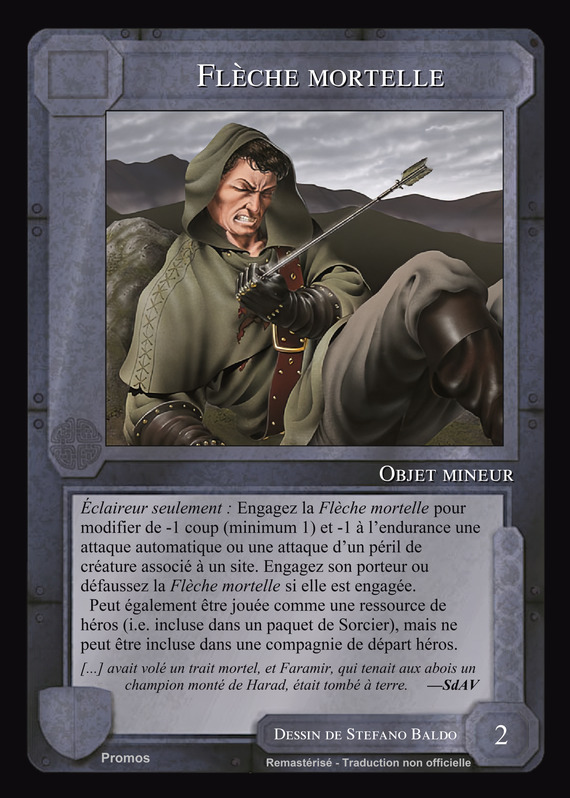 Flèche mortelle
Objet mineur
Éclaireur seulement : Engagez la Flèche mortelle pour
modifier de -1 coup (minimum 1) et -1 à l'endurance une
attaque automatique ou une attaque d'un péril de
créature associé à un site. Engagez son porteur ou
défaussez la Flèche mortelle si elle est engagée.
Peut également être jouée comme une ressource de
héros (i.e. incluse dans un paquet de Sorcier), mais ne
peut être incluse dans une compagnie de départ héros.
[...] avait volé un trait mortel, et Faramir, qui tenait aux abois un
champion monté de Harad, était tombé à terre. —SdAV
Dessin de Stefano Baldo
2
Promos
Remastérisé - Traduction non officielle